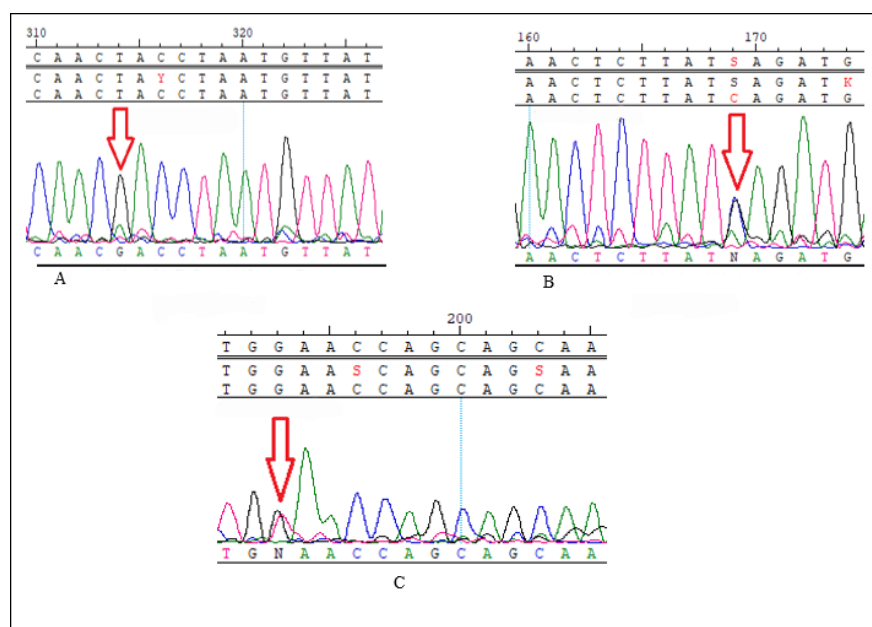 310 320
C A A C T A C C T A A T G T T A T
C A A C T A Y C T A A T G T T A T
C A A C T A C C T A A T G T T A T
C A A C G A C C T A A T G T T A T
A
160 170
A A C T C T T A T S A G A T G
A A C T C T T A T S A G A T K
A A C T C T T A T C A G A T G
A A C T C T T A T N A G A T G
B
200
T G G A A C C A G C A G C A A
T G G A A S C A G C A G S A A
T G G A A C C A G C A G C A A
T G N A A C C A G C A G C A A
C